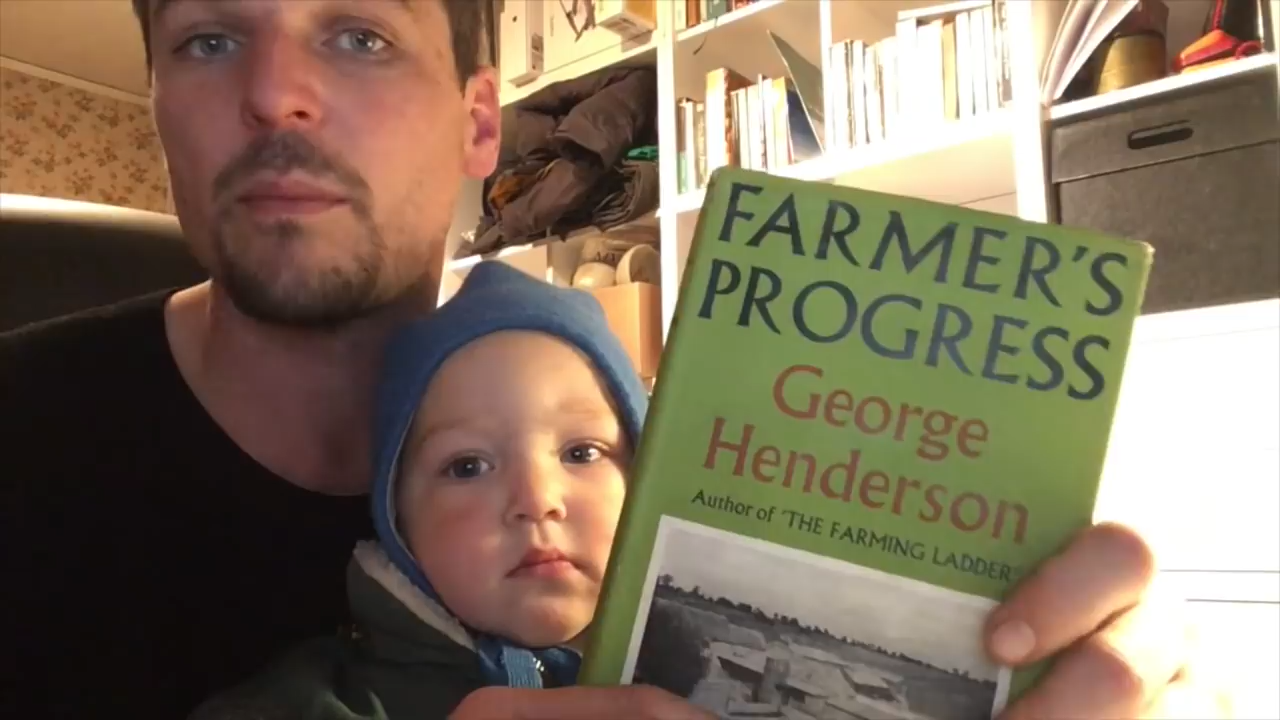 FARMER'S
PROGRESS
George
Henderson
Author of 'THE FARMING LADDER'